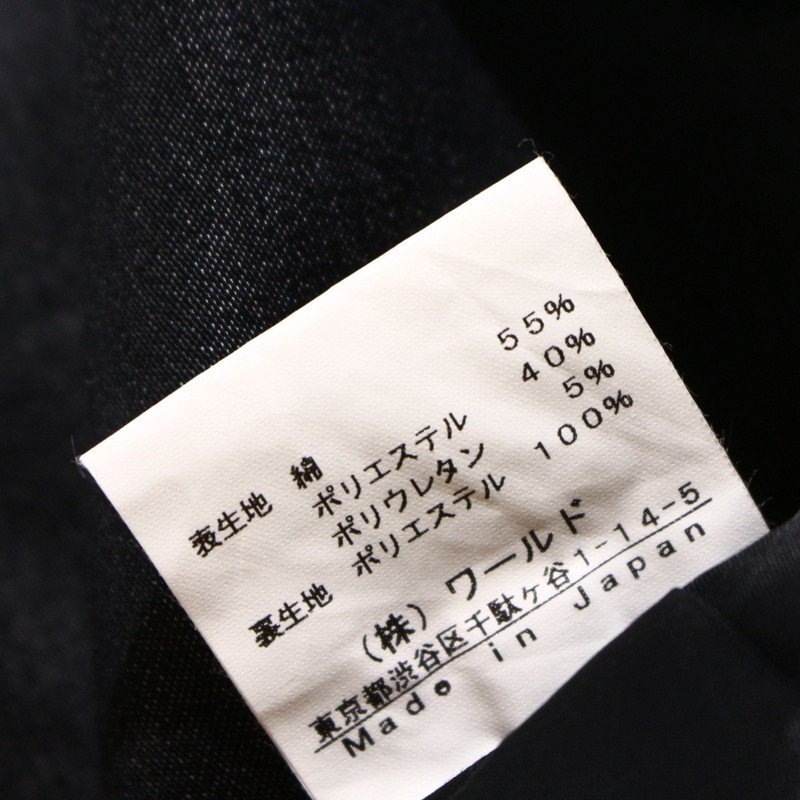 表生地 綿 55%
ポリエステル 40%
ポリウレタン 5%
裏生地 ポリエステル 100%
(株)ワールド
東京都渋谷区千駄ヶ谷1-14-5
Made in Japan